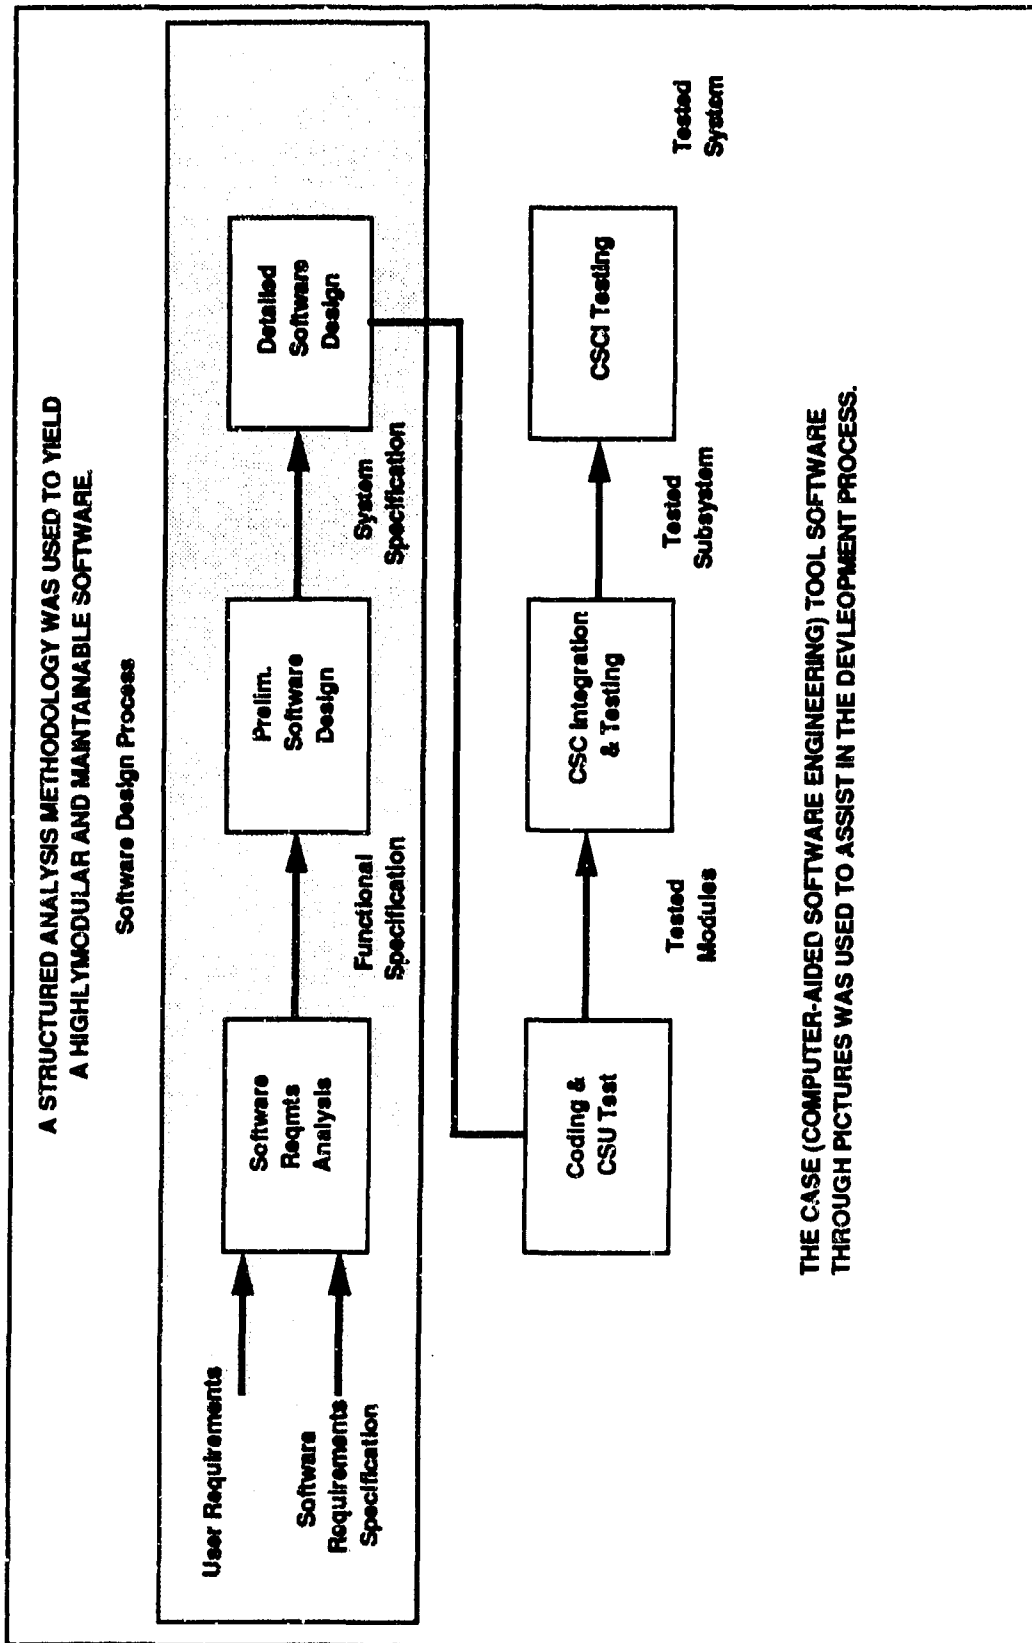 A STRUCTURED ANALYSIS METHODOLOGY WAS USED TO YIELD
A HIGHLYMODULAR AND MAINTAINABLE SOFTWARE.
Software Design Process
User Requirements
Software
Requirements
Specification
Software
Reqmts
Analysis
Functional
Specification
Prelim.
Software
Design
System
Specification
Detailed
Software
Design
Coding &
CSU Test
Tested
Modules
CSC Integration
& Testing
Tested
Subsystem
CSCI Testing
Tested
System
THE CASE (COMPUTER-AIDED SOFTWARE ENGINEERING) TOOL SOFTWARE
THROUGH PICTURES WAS USED TO ASSIST IN THE DEVLEOPMENT PROCESS.